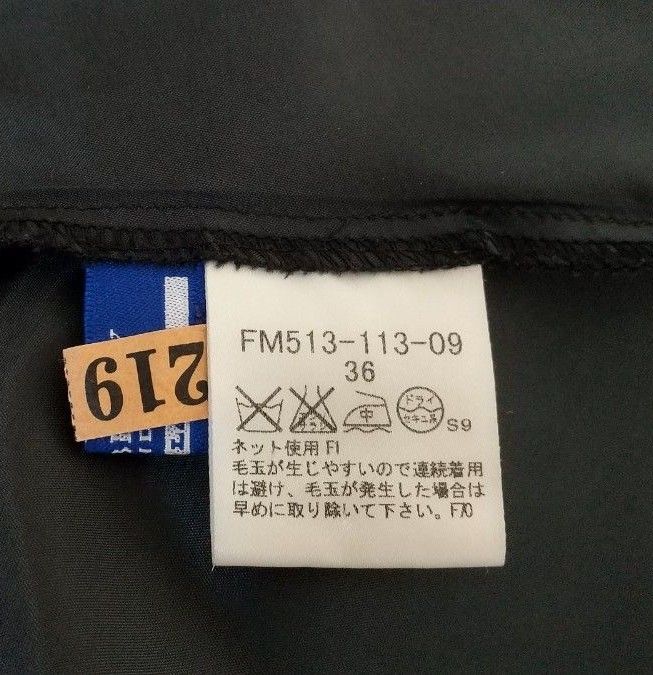 FM513-113-09
36
中
ドライ
セキユ系
S9
ネット使用 F1
毛玉が生じやすいので連続着用
は避け、毛玉が発生した場合は
早めに取り除いて下さい。F70
219